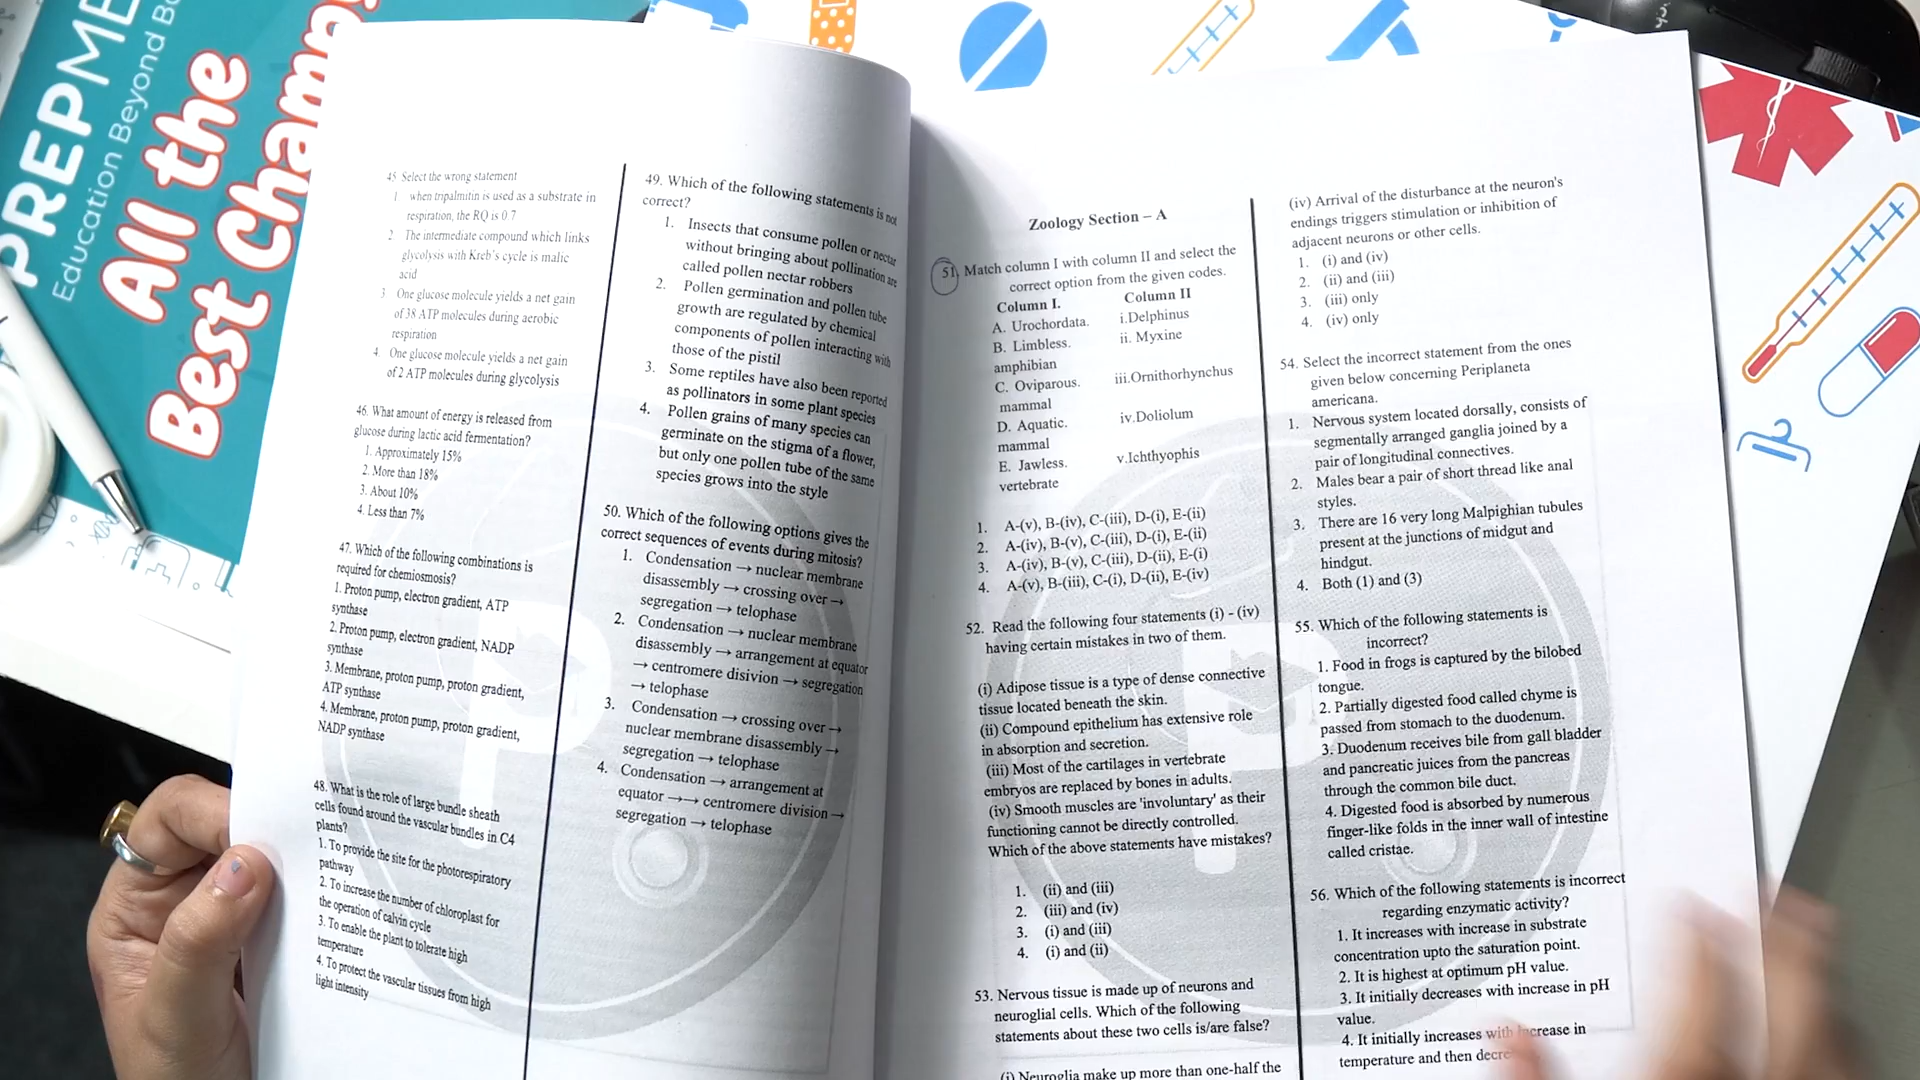 PREPME
Education Beyond Bo
All the
Best Champ
45 Select the wrong statement
1. when tripalmitin is used as a substrate in
respiration, the RQ is 0.7
2. The intermediate compound which links
glycolysis with Kreb's cycle is malic
acid
3 One glucose molecule yields a net gain
of 38 ATP molecules during aerobic
respiration
4. One glucose molecule yields a net gain
of 2 ATP molecules during glycolysis
46. What amount of energy is released from
glucose during lactic acid fermentation?
1. Approximately 15%
2. More than 18%
3. About 10%
4. Less than 7%
47. Which of the following combinations is
required for chemiosmosis?
1. Proton pump, electron gradient, ATP
synthase
2. Proton pump, electron gradient, NADP
synthase
3. Membrane, proton pump, proton gradient,
ATP synthase
4. Membrane, proton pump, proton gradient,
NADP synthase
48. What is the role of large bundle sheath
cells found around the vascular bundles in C4
plants?
1. To provide the site for the photorespiratory
pathway
2. To increase the number of chloroplast for
the operation of calvin cycle
3. To enable the plant to tolerate high
temperature
4. To protect the vascular tissues from high
light intensity
49. Which of the following statements is not
correct?
1. Insects that consume pollen or nectar
without bringing about pollination are
called pollen nectar robbers
2. Pollen germination and pollen tube
growth are regulated by chemical
components of pollen interacting with
those of the pistil
3. Some reptiles have also been reported
as pollinators in some plant species
4. Pollen grains of many species can
germinate on the stigma of a flower,
but only one pollen tube of the same
species grows into the style
50. Which of the following options gives the
correct sequences of events during mitosis?
1. Condensation → nuclear membrane
disassembly → crossing over →
segregation → telophase
2. Condensation → nuclear membrane
disassembly → arrangement at equator
→ centromere disivion → segregation
→ telophase
3. Condensation → crossing over →
nuclear membrane disassembly →
segregation → telophase
4. Condensation → arrangement at
equator →→ centromere division →
segregation → telophase
Zoology Section – A
51. Match column I with column II and select the
correct option from the given codes.
Column I. Column II
A. Urochordata. i.Delphinus
B. Limbless. ii. Myxine
amphibian
C. Oviparous. iii.Ornithorhynchus
mammal
D. Aquatic. iv.Doliolum
mammal
E. Jawless. v.Ichthyophis
vertebrate
1. A-(v), B-(iv), C-(iii), D-(i), E-(ii)
2. A-(iv), B-(v), C-(iii), D-(i), E-(ii)
3. A-(iv), B-(v), C-(iii), D-(ii), E-(i)
4. A-(v), B-(iii), C-(i), D-(ii), E-(iv)
52. Read the following four statements (i) - (iv)
having certain mistakes in two of them.
(i) Adipose tissue is a type of dense connective
tissue located beneath the skin.
(ii) Compound epithelium has extensive role
in absorption and secretion.
(iii) Most of the cartilages in vertebrate
embryos are replaced by bones in adults.
(iv) Smooth muscles are 'involuntary' as their
functioning cannot be directly controlled.
Which of the above statements have mistakes?
1. (ii) and (iii)
2. (iii) and (iv)
3. (i) and (iii)
4. (i) and (ii)
53. Nervous tissue is made up of neurons and
neuroglial cells. Which of the following
statements about these two cells is/are false?
(i) Neuroglia make up more than one-half the
(iv) Arrival of the disturbance at the neuron's
endings triggers stimulation or inhibition of
adjacent neurons or other cells.
1. (i) and (iv)
2. (ii) and (iii)
3. (iii) only
4. (iv) only
54. Select the incorrect statement from the ones
given below concerning Periplaneta
americana.
1. Nervous system located dorsally, consists of
segmentally arranged ganglia joined by a
pair of longitudinal connectives.
2. Males bear a pair of short thread like anal
styles.
3. There are 16 very long Malpighian tubules
present at the junctions of midgut and
hindgut.
4. Both (1) and (3)
55. Which of the following statements is
incorrect?
1. Food in frogs is captured by the bilobed
tongue.
2. Partially digested food called chyme is
passed from stomach to the duodenum.
3. Duodenum receives bile from gall bladder
and pancreatic juices from the pancreas
through the common bile duct.
4. Digested food is absorbed by numerous
finger-like folds in the inner wall of intestine
called cristae.
56. Which of the following statements is incorrect
regarding enzymatic activity?
1. It increases with increase in substrate
concentration upto the saturation point.
2. It is highest at optimum pH value.
3. It initially decreases with increase in pH
value.
4. It initially increases with increase in
temperature and then